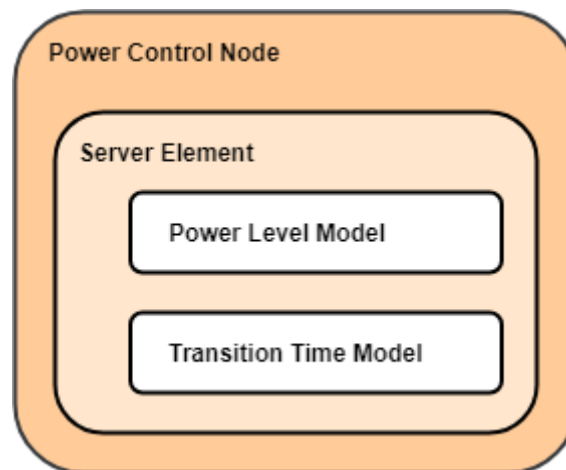 Power Control Node
Server Element
Power Level Model
Transition Time Model